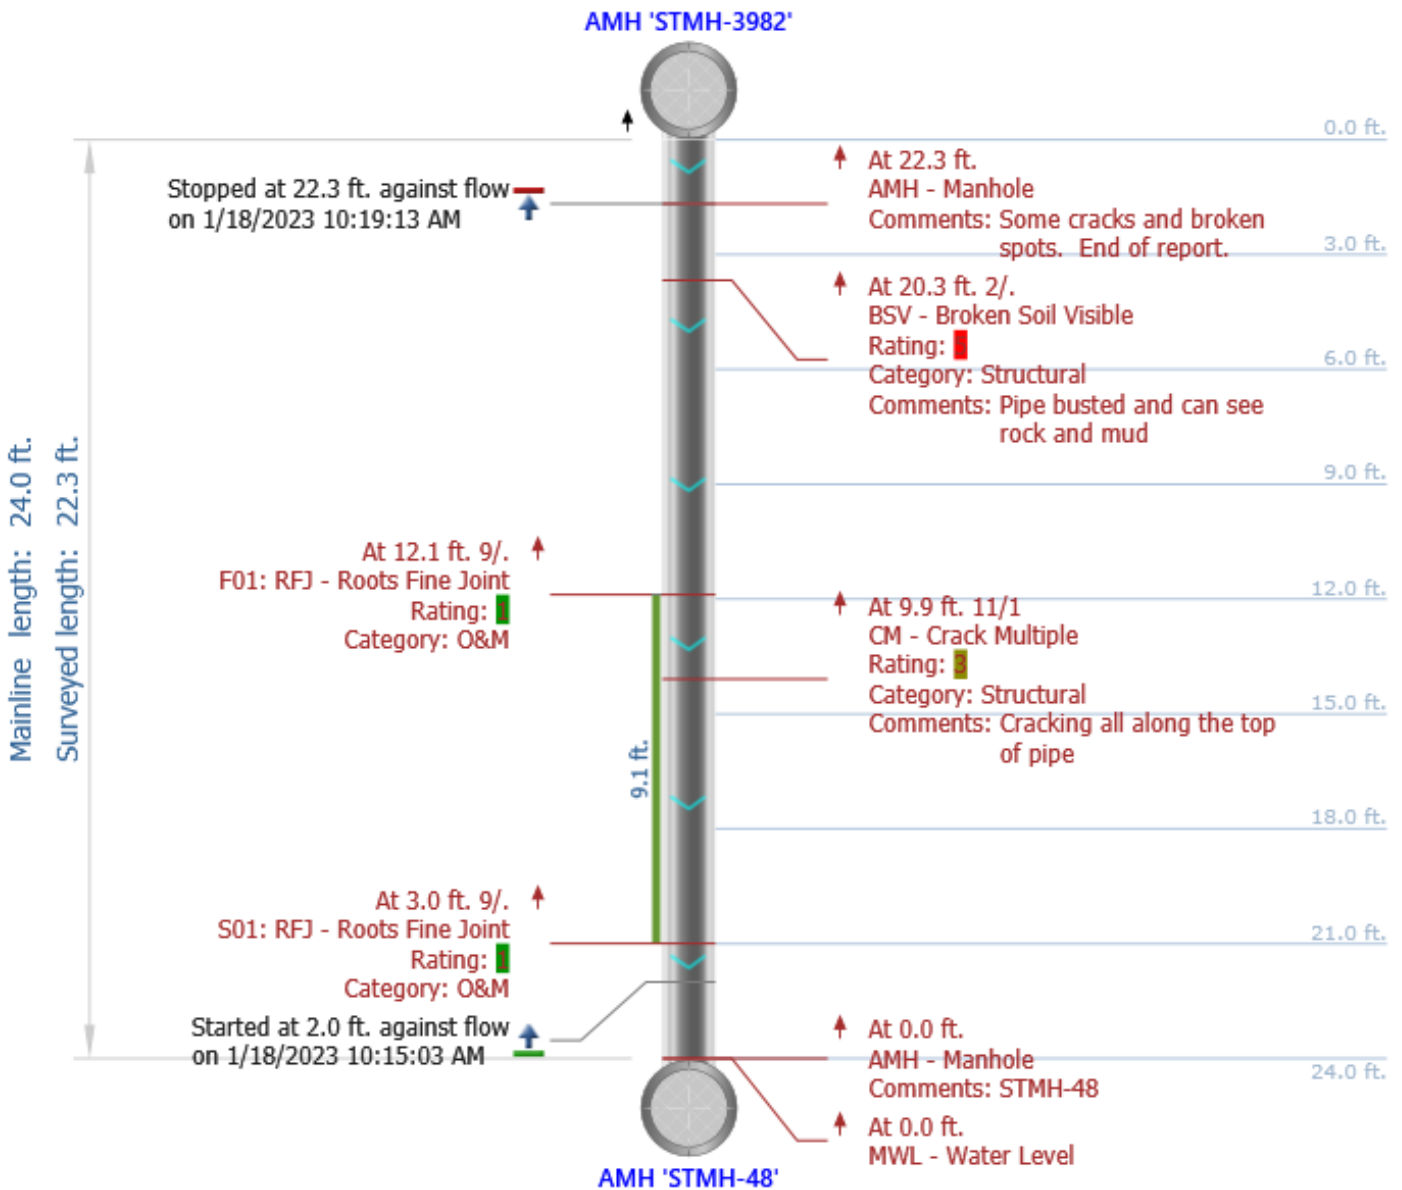 AMH 'STMH-3982'
0.0 ft.
At 22.3 ft.
AMH - Manhole
Comments: Some cracks and broken
spots. End of report.
Stopped at 22.3 ft. against flow
on 1/18/2023 10:19:13 AM
3.0 ft.
At 20.3 ft. 2/.
BSV - Broken Soil Visible
Rating:
6.0 ft.
Category: Structural
Comments: Pipe busted and can see
rock and mud
9.0 ft.
Mainline length: 24.0 ft.
Surveyed length: 22.3 ft.
At 12.1 ft. 9/.
F01: RFJ - Roots Fine Joint
Rating: 1
Category: O&M
12.0 ft.
At 9.9 ft. 11/1
CM - Crack Multiple
Rating: 3
Category: Structural
15.0 ft.
Comments: Cracking all along the top
of pipe
9.1 ft.
18.0 ft.
At 3.0 ft. 9/.
S01: RFJ - Roots Fine Joint
Rating: 1
Category: O&M
21.0 ft.
Started at 2.0 ft. against flow
on 1/18/2023 10:15:03 AM
At 0.0 ft.
AMH - Manhole
Comments: STMH-48
24.0 ft.
At 0.0 ft.
MWL - Water Level
AMH 'STMH-48'